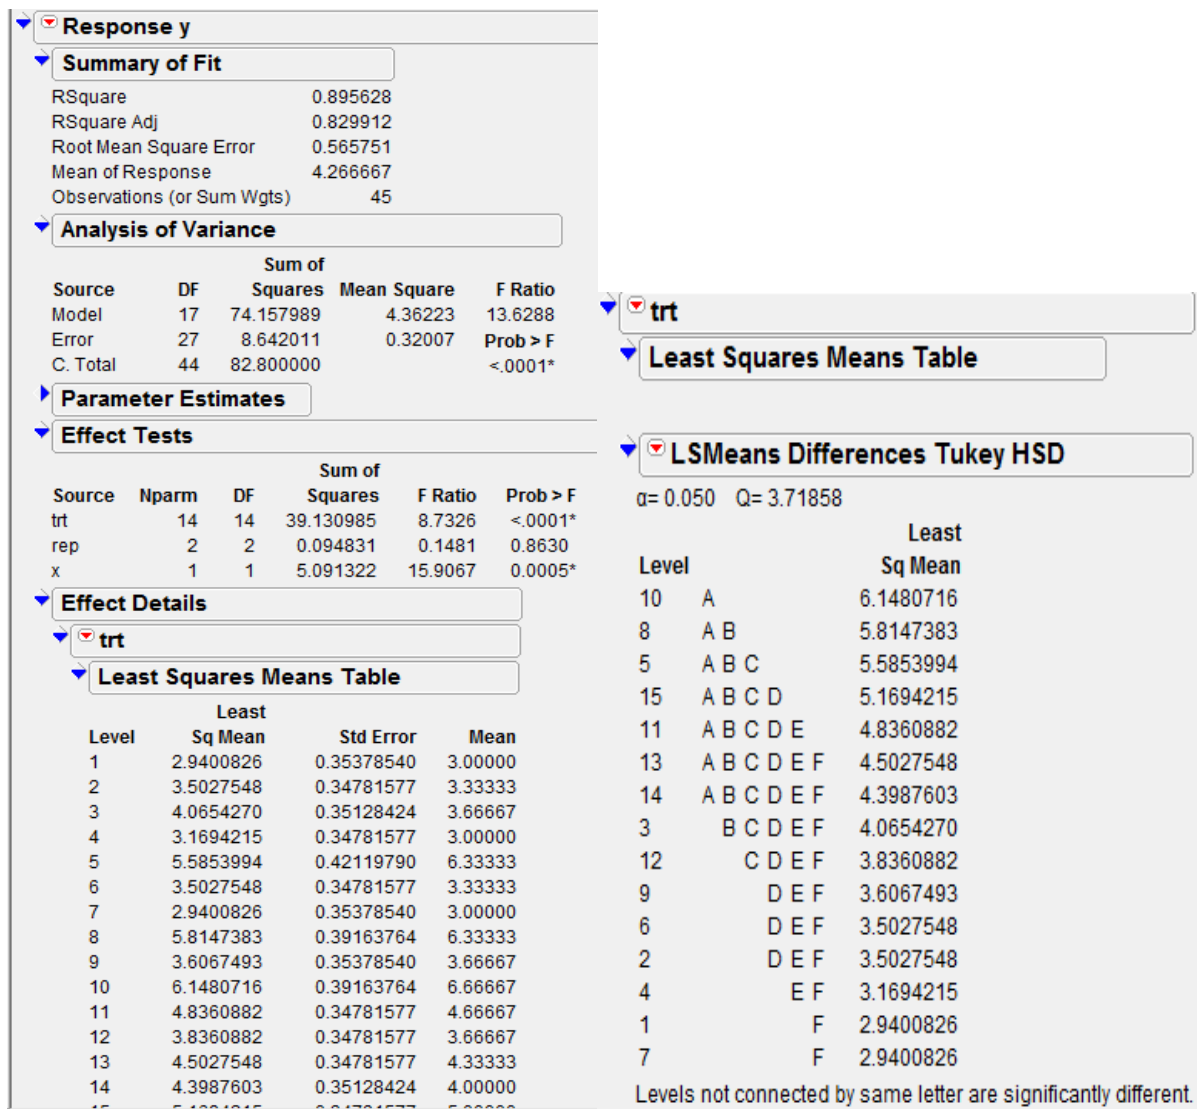 Response y
Summary of Fit
RSquare 0.895628
RSquare Adj 0.829912
Root Mean Square Error 0.565751
Mean of Response 4.266667
Observations (or Sum Wgts) 45
Analysis of Variance
Sum of
Source DF Squares Mean Square F Ratio
Model 17 74.157989 4.36223 13.6288
Error 27 8.642011 0.32007 Prob > F
C. Total 44 82.800000 <.0001*
Parameter Estimates
Effect Tests
Sum of
Source Nparm DF Squares F Ratio Prob > F
trt 14 14 39.130985 8.7326 <.0001*
rep 2 2 0.094831 0.1481 0.8630
x 1 1 5.091322 15.9067 0.0005*
Effect Details
trt
Least Squares Means Table
Least
Level Sq Mean Std Error Mean
1 2.9400826 0.35378540 3.00000
2 3.5027548 0.34781577 3.33333
3 4.0654270 0.35128424 3.66667
4 3.1694215 0.34781577 3.00000
5 5.5853994 0.42119790 6.33333
6 3.5027548 0.34781577 3.33333
7 2.9400826 0.35378540 3.00000
8 5.8147383 0.39163764 6.33333
9 3.6067493 0.35378540 3.66667
10 6.1480716 0.39163764 6.66667
11 4.8360882 0.34781577 4.66667
12 3.8360882 0.34781577 3.66667
13 4.5027548 0.34781577 4.33333
14 4.3987603 0.35128424 4.00000
trt
Least Squares Means Table
LSMeans Differences Tukey HSD
α= 0.050 Q= 3.71858
Least
Level Sq Mean
10 A 6.1480716
8 A B 5.8147383
5 A B C 5.5853994
15 A B C D 5.1694215
11 A B C D E 4.8360882
13 A B C D E F 4.5027548
14 A B C D E F 4.3987603
3 B C D E F 4.0654270
12 C D E F 3.8360882
9 D E F 3.6067493
6 D E F 3.5027548
2 D E F 3.5027548
4 E F 3.1694215
1 F 2.9400826
7 F 2.9400826
Levels not connected by same letter are significantly different.